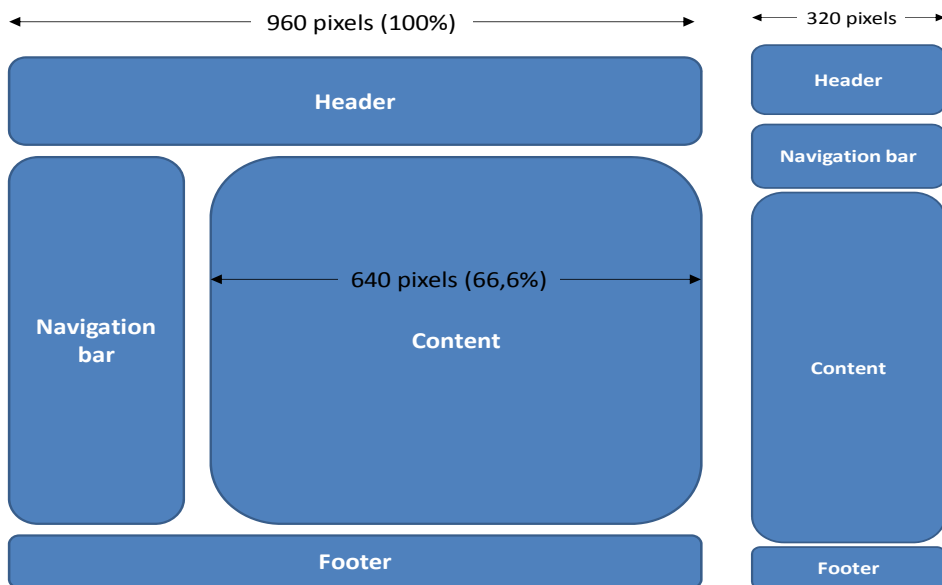 960 pixels (100%)
Header
Navigation
bar
640 pixels (66,6%)
Content
Footer
320 pixels
Header
Navigation bar
Content
Footer